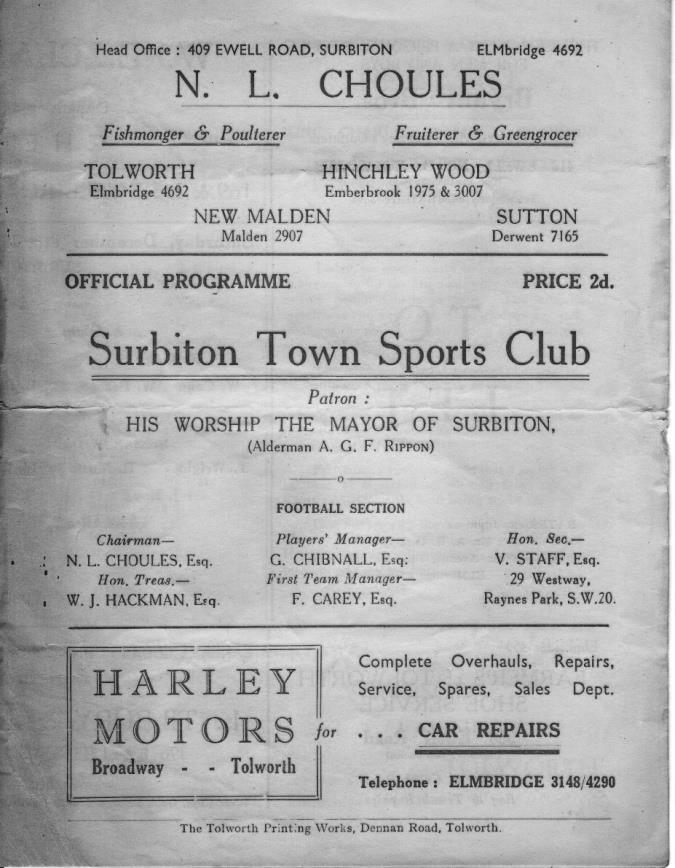 Head Office : 409 EWELL ROAD, SURBITON ELMbridge 4692
N. L. CHOULES
Fishmonger & Poulterer Fruiterer & Greengrocer
TOLWORTH HINCHLEY WOOD
Elmbridge 4692 Emberbrook 1975 & 3007
NEW MALDEN SUTTON
Malden 2907 Derwent 7165
OFFICIAL PROGRAMME PRICE 2d.
Surbiton Town Sports Club
Patron :
HIS WORSHIP THE MAYOR OF SURBITON,
(Alderman A. G. F. RIPPON)
FOOTBALL SECTION
Chairman— Players' Manager— Hon. Sec.—
N. L. CHOULES, Esq. G. CHIBNALL, Esq: V. STAFF, Esq.
Hon. Treas.— First Team Manager— 29 Westway,
W. J. HACKMAN, Esq. F. CAREY, Esq. Raynes Park, S.W.20.
HARLEY
MOTORS
Broadway - - Tolworth
for
Complete Overhauls, Repairs,
Service, Spares, Sales Dept.
. . . CAR REPAIRS
Telephone : ELMBRIDGE 3148/4290
The Tolworth Printing Works, Dennan Road, Tolworth.